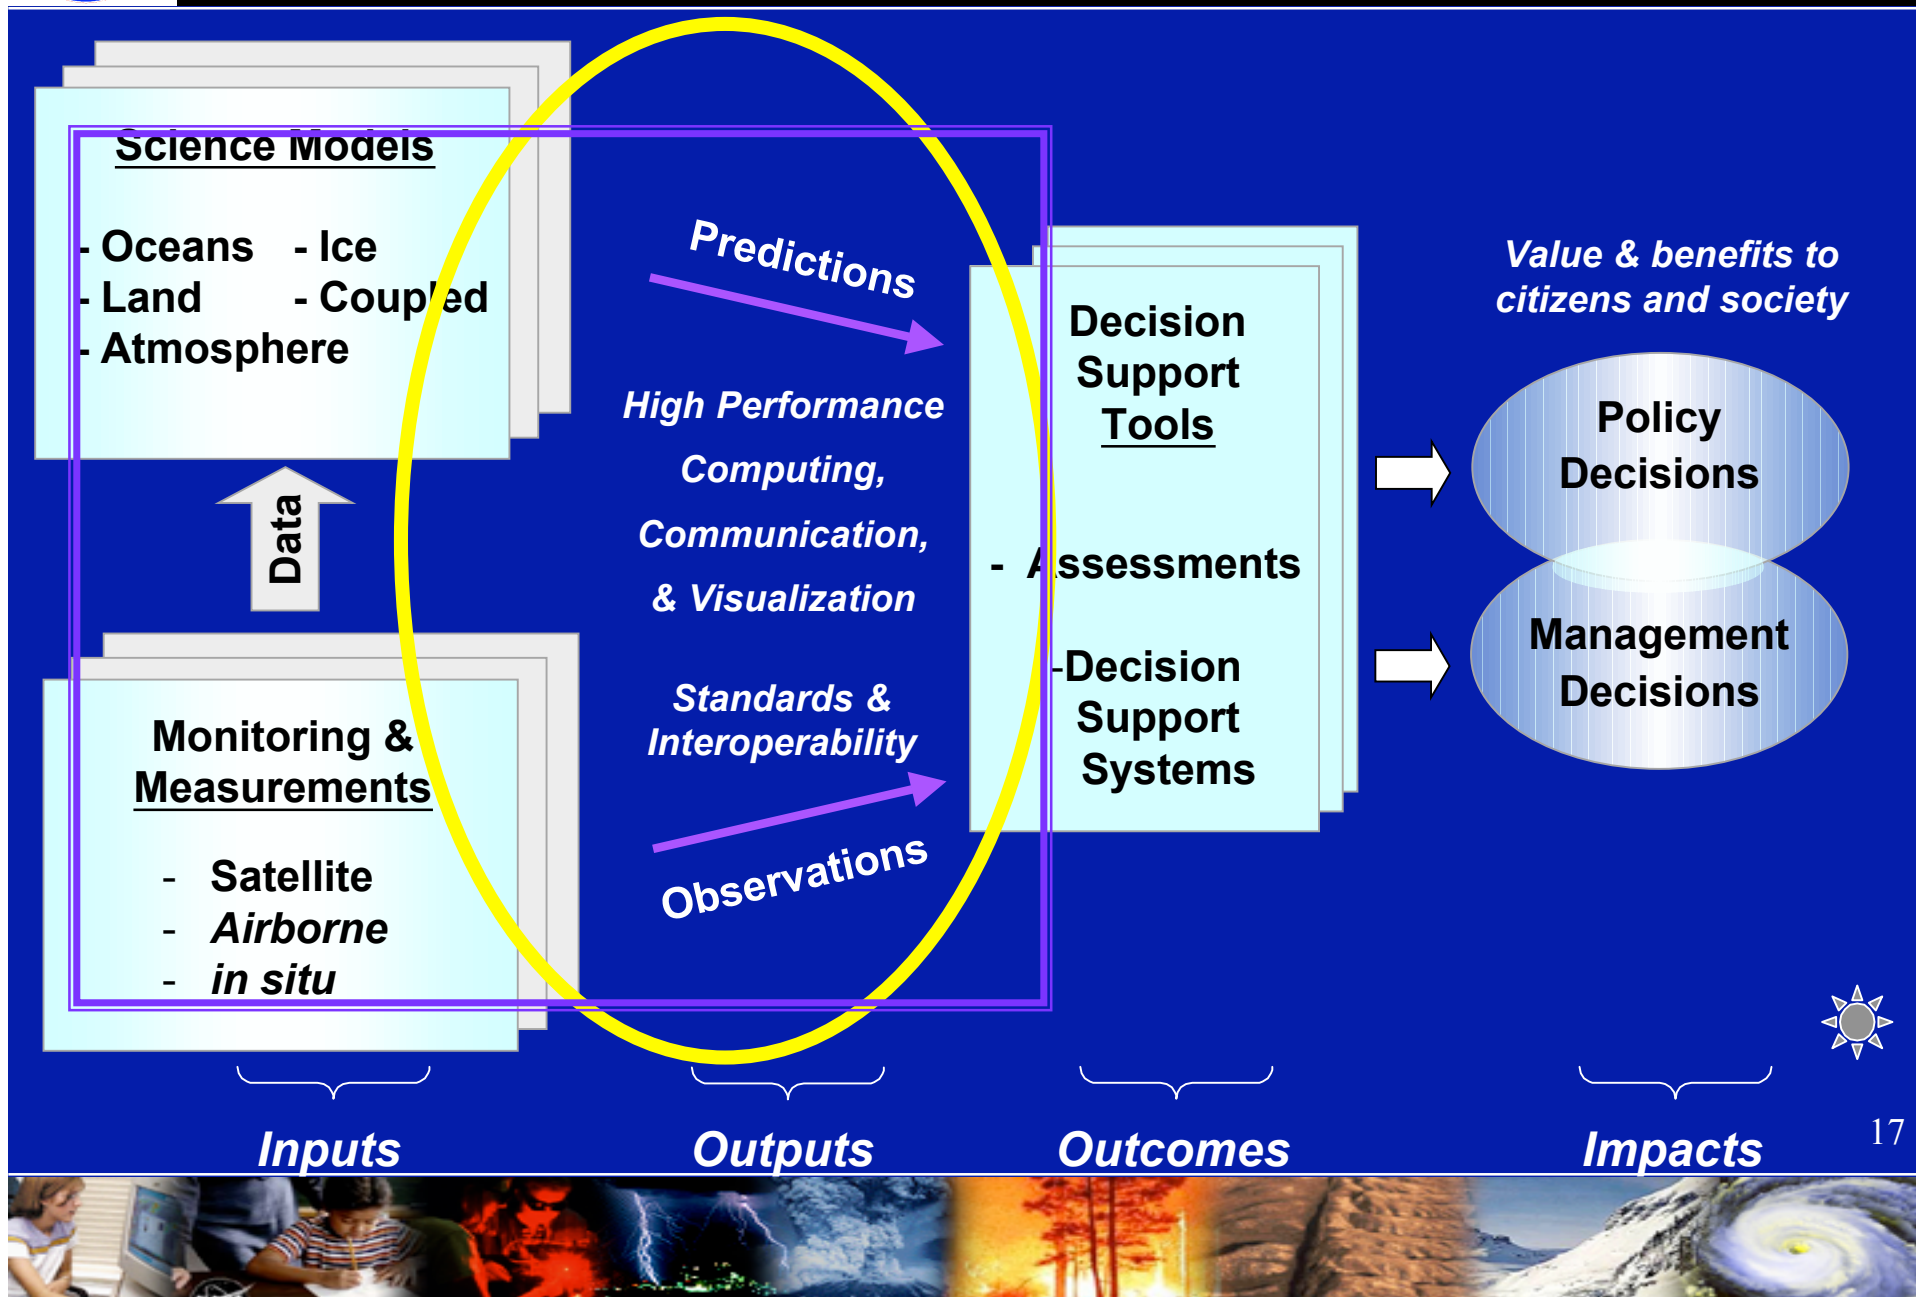 Science Models
- Oceans - Ice
- Land - Coupled
- Atmosphere
Data
Monitoring &
Measurements
- Satellite
- Airborne
- in situ
Predictions
High Performance
Computing,
Communication,
& Visualization
Standards &
Interoperability
Observations
Decision
Support
Tools
- Assessments
-Decision
Support
Systems
Value & benefits to
citizens and society
Policy
Decisions
Management
Decisions
Inputs
Outputs
Outcomes
Impacts
17